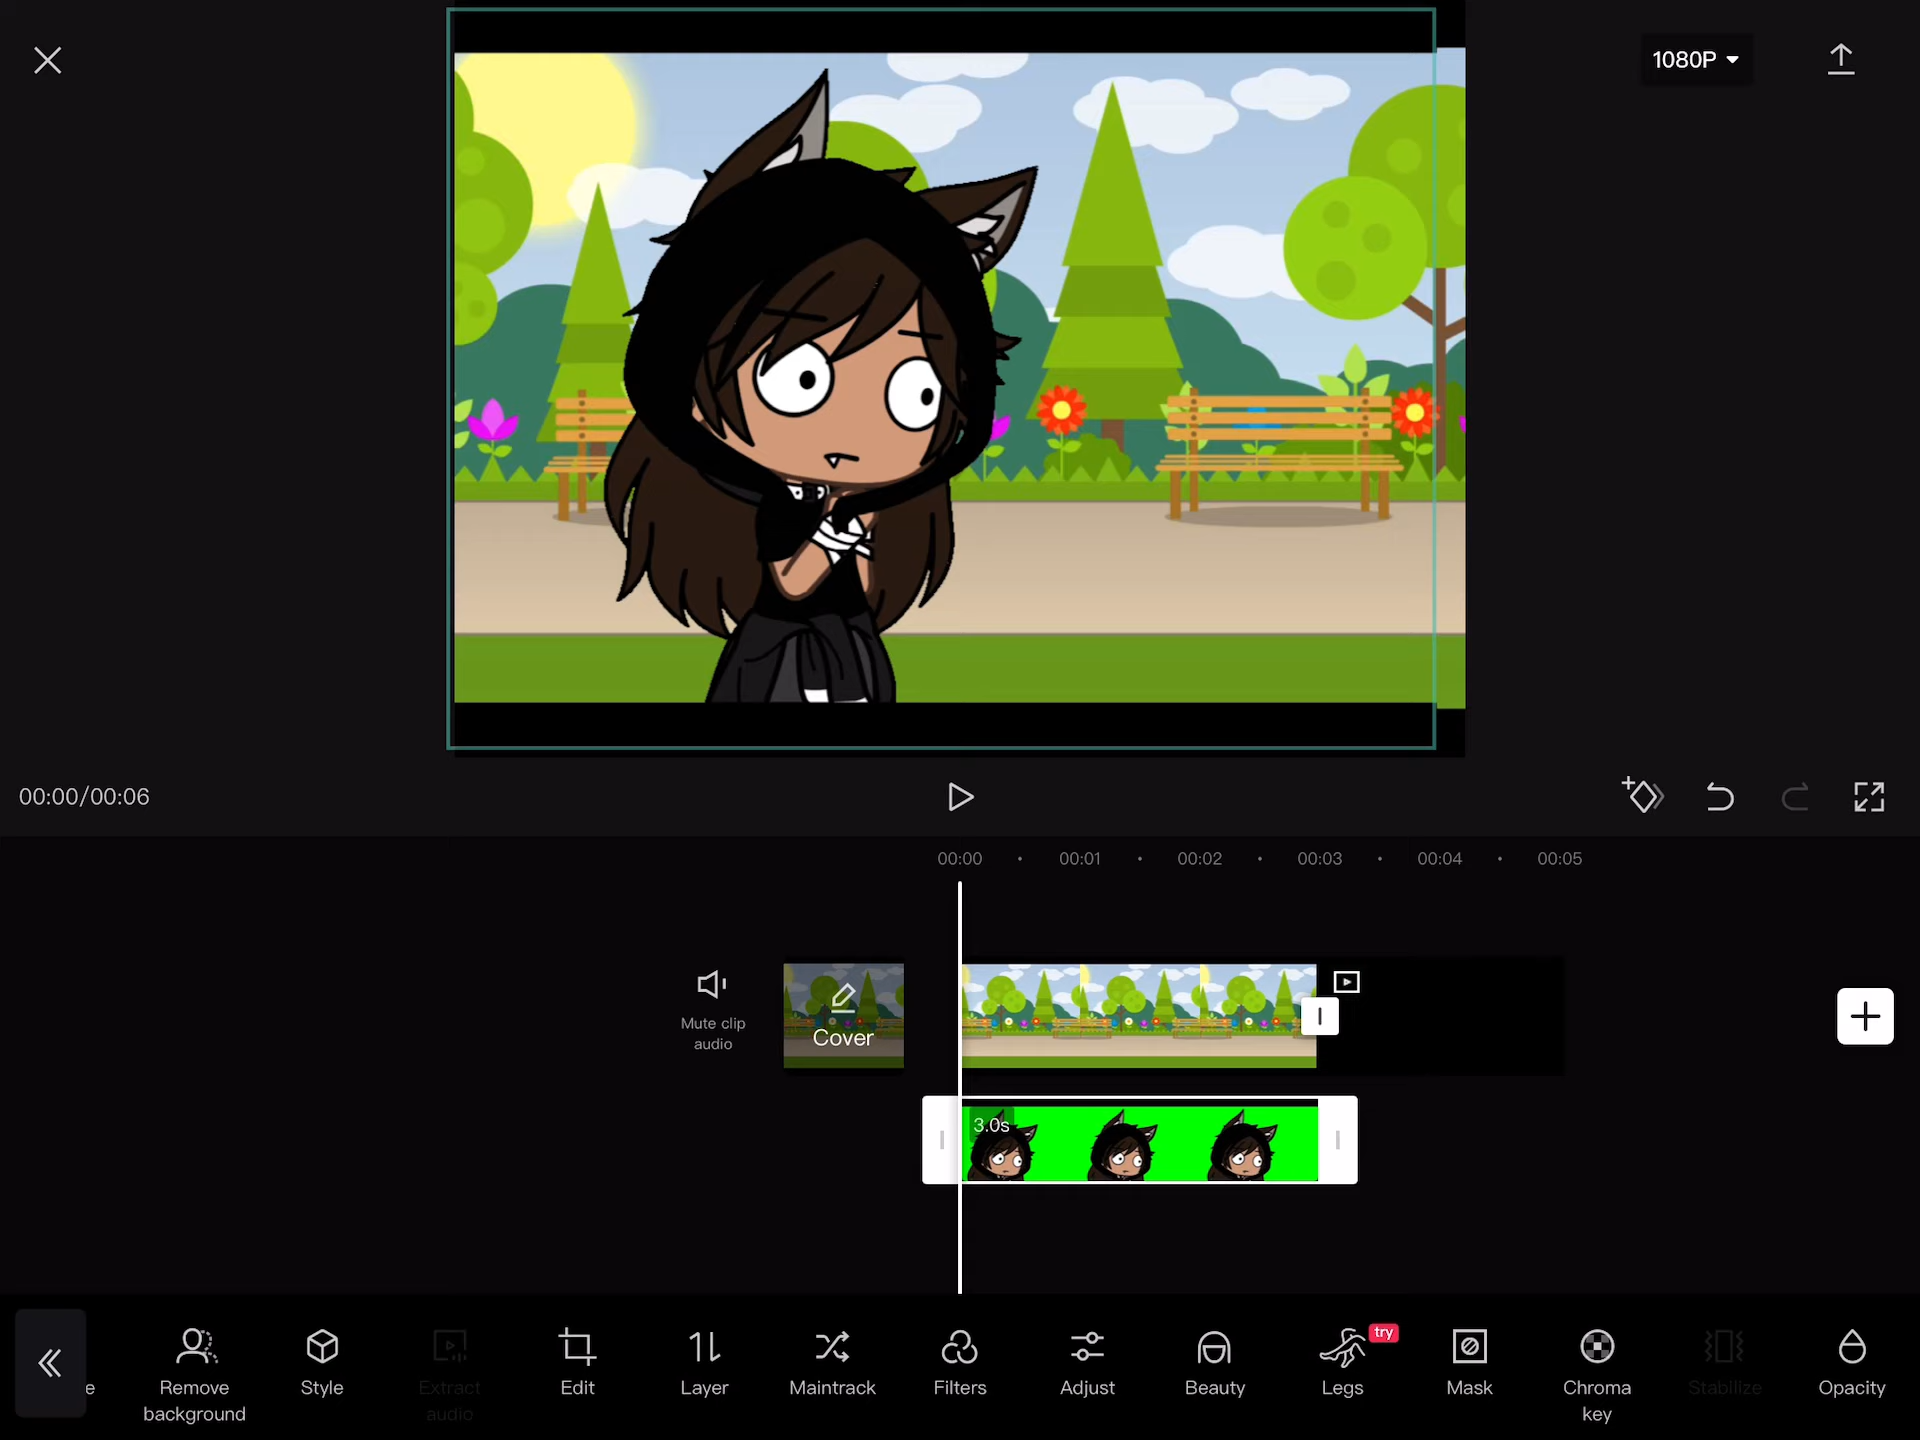 1080P
00:00/00:06
00:00 00:01 00:02 00:03 00:04 00:05
Mute clip
audio
Cover
3.0s
e
Remove
background
Style
Extract
audio
Edit
Layer
Maintrack
Filters
Adjust
Beauty
Legs
try
Mask
Chroma
key
Stabilize
Opacity